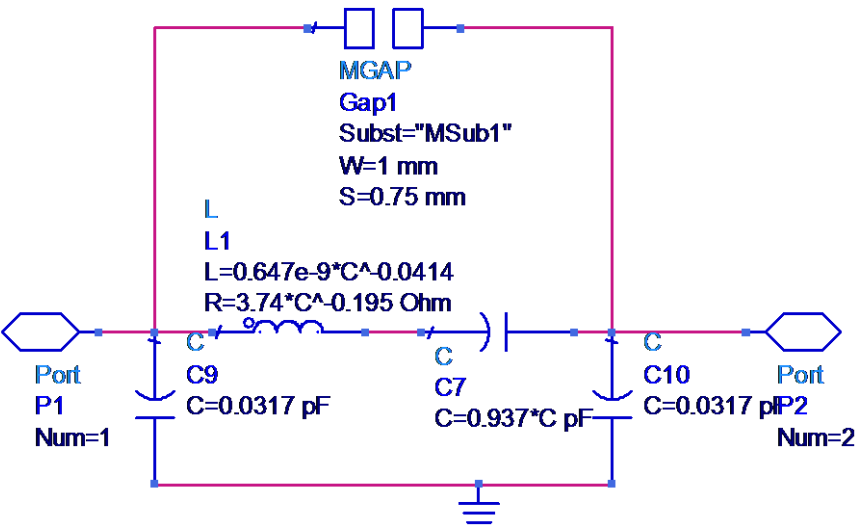 MGAP
Gap1
Subst="MSub1"
W=1 mm
S=0.75 mm
L
L1
L=0.647e-9*C^-0.0414
R=3.74*C^-0.195 Ohm
Port
P1
Num=1
C
C9
C=0.0317 pF
C
C7
C=0.937*C pF
C
C10
C=0.0317 pF
Port
P2
Num=2